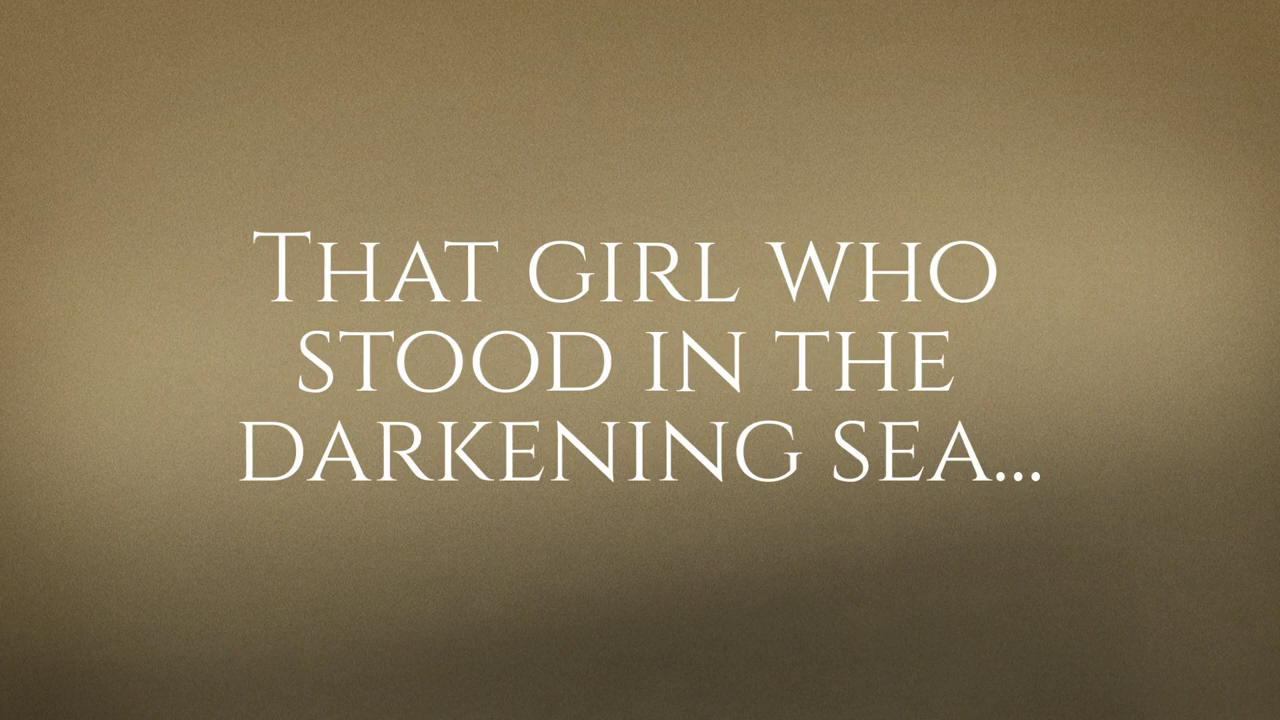 That girl who
stood in the
darkening sea...